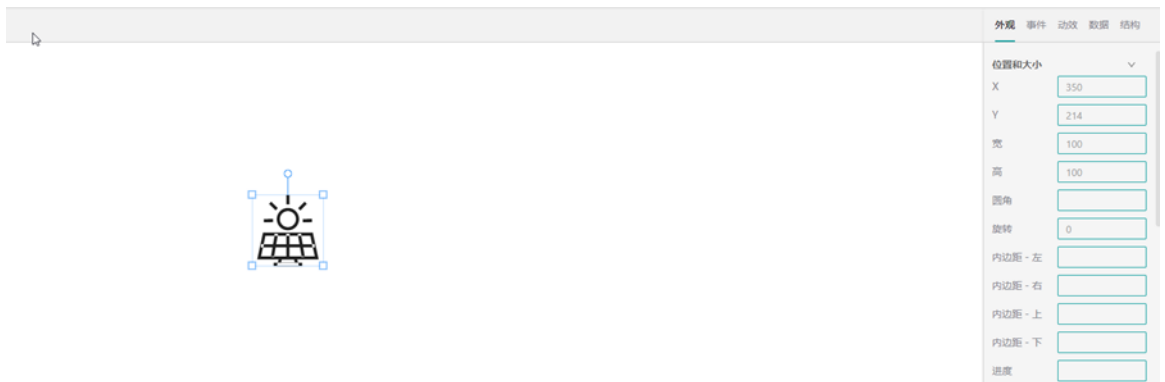 外观 事件 动效 数据 结构
位置和大小
X 350
Y 214
宽 100
高 100
圆角
旋转 0
内边距 - 左
内边距 - 右
内边距 - 上
内边距 - 下
进度